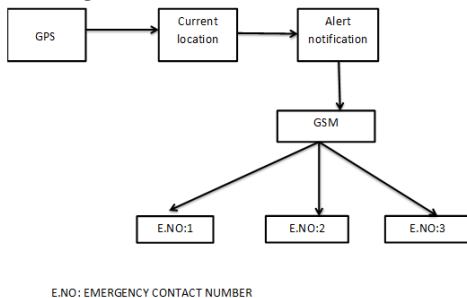 GPS
Current
location
Alert
notification
GSM
E.NO:1
E.NO:2
E.NO:3
E.NO: EMERGENCY CONTACT NUMBER